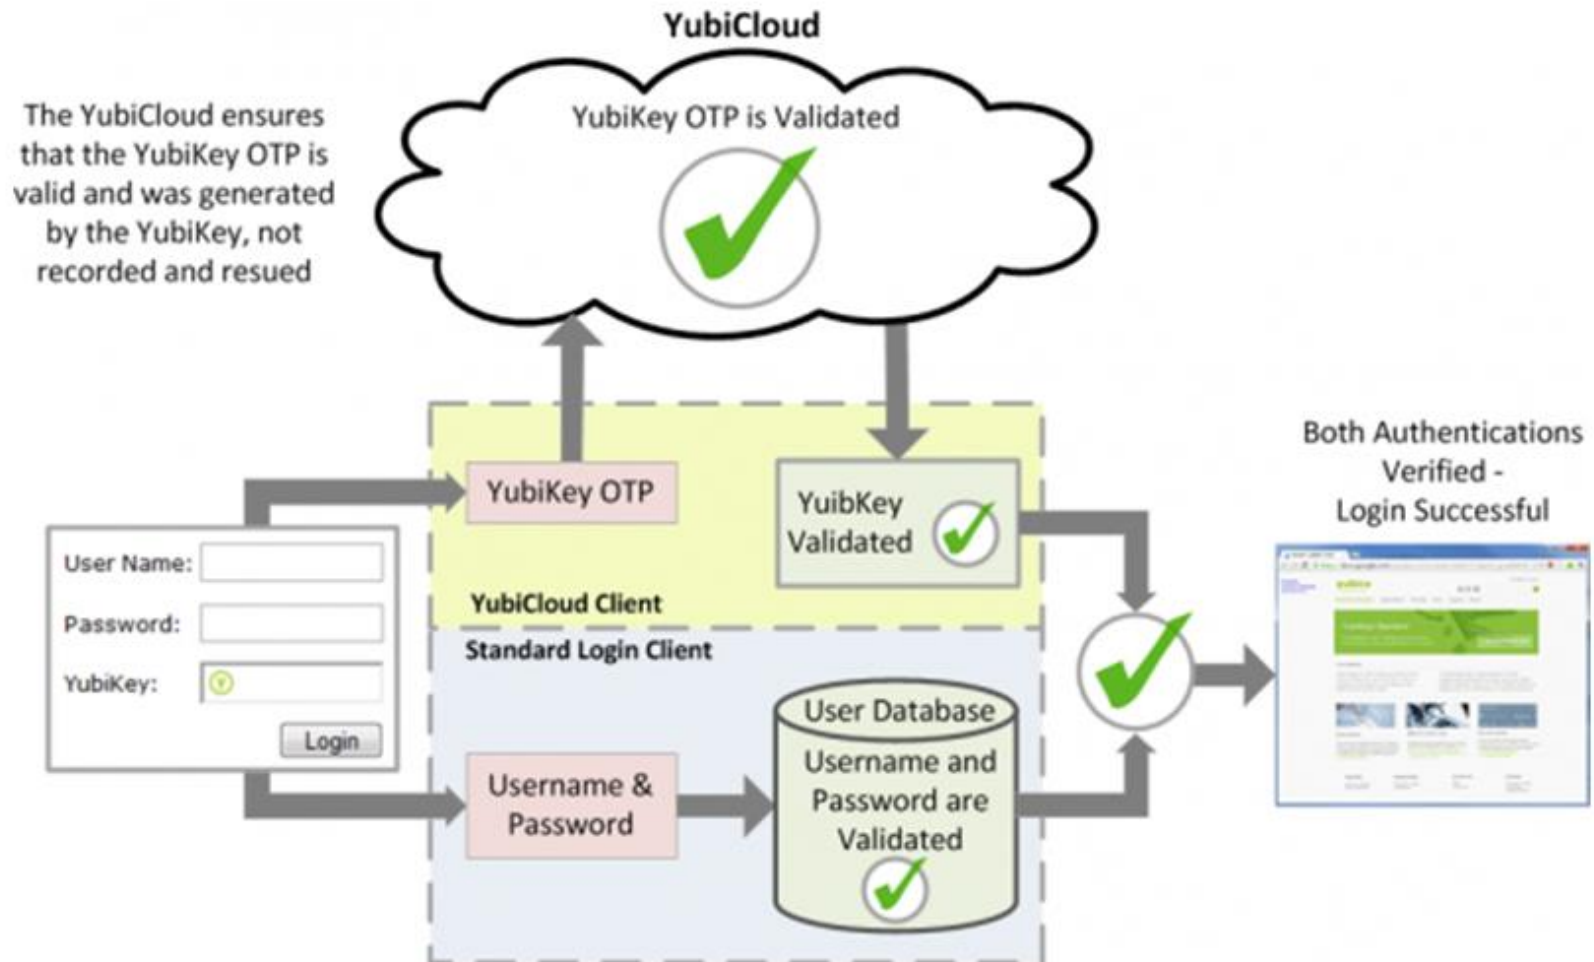 YubiCloud
The YubiCloud ensures
that the YubiKey OTP is
valid and was generated
by the YubiKey, not
recorded and resued
YubiKey OTP is Validated
YubiKey OTP
YuibKey
Validated
YubiCloud Client
Both Authentications
Verified -
Login Successful
User Name:
Password:
YubiKey:
Login
Standard Login Client
Username &
Password
User Database
Username and
Password are
Validated